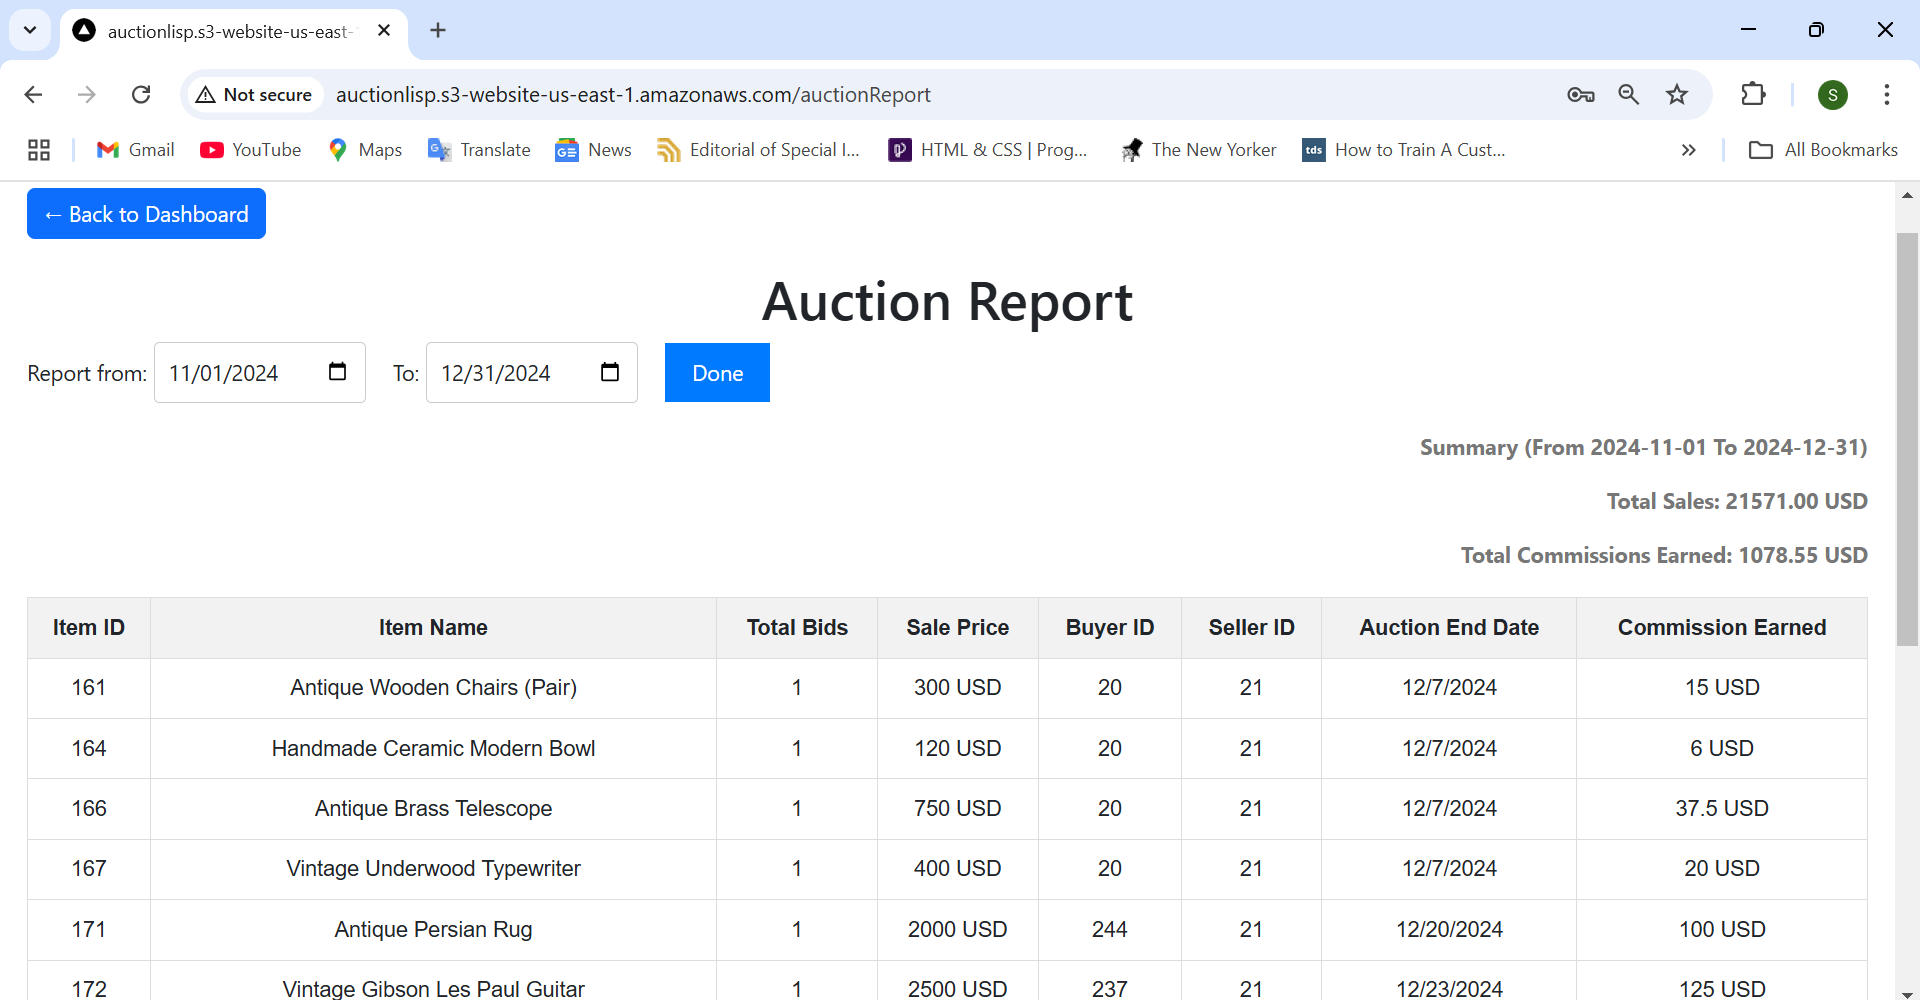 auctionlisp.s3-website-us-east-
Not secure auctionlisp.s3-website-us-east-1.amazonaws.com/auctionReport S
Gmail YouTube Maps Translate News Editorial of Special I... HTML & CSS | Prog... The New Yorker tds How to Train A Cust... » All Bookmarks
← Back to Dashboard
Auction Report
Report from: 11/01/2024 To: 12/31/2024 Done
Summary (From 2024-11-01 To 2024-12-31)
Total Sales: 21571.00 USD
Total Commissions Earned: 1078.55 USD
Item ID Item Name Total Bids Sale Price Buyer ID Seller ID Auction End Date Commission Earned
161 Antique Wooden Chairs (Pair) 1 300 USD 20 21 12/7/2024 15 USD
164 Handmade Ceramic Modern Bowl 1 120 USD 20 21 12/7/2024 6 USD
166 Antique Brass Telescope 1 750 USD 20 21 12/7/2024 37.5 USD
167 Vintage Underwood Typewriter 1 400 USD 20 21 12/7/2024 20 USD
171 Antique Persian Rug 1 2000 USD 244 21 12/20/2024 100 USD
172 Vintage Gibson Les Paul Guitar 1 2500 USD 237 21 12/23/2024 125 USD